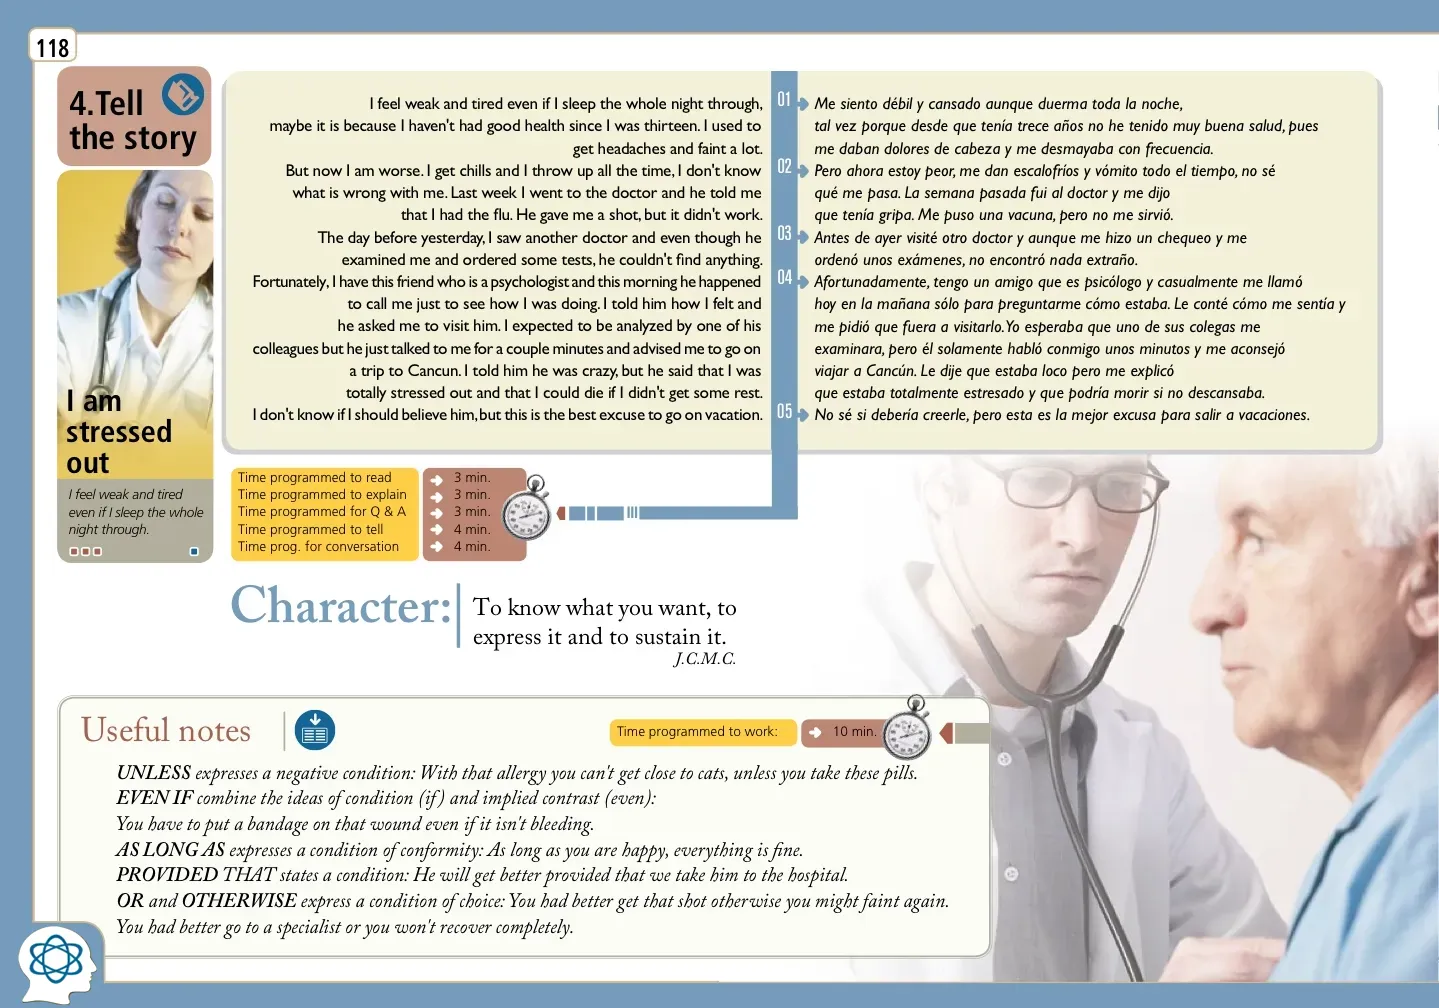 118
4.Tell
the story
I am
stressed
out
I feel weak and tired
even if I sleep the whole
night through.
I feel weak and tired even if I sleep the whole night through,
maybe it is because I haven't had good health since I was thirteen. I used to
get headaches and faint a lot.
But now I am worse. I get chills and I throw up all the time, I don't know
what is wrong with me. Last week I went to the doctor and he told me
that I had the flu. He gave me a shot, but it didn't work.
The day before yesterday, I saw another doctor and even though he
examined me and ordered some tests, he couldn't find anything.
Fortunately, I have this friend who is a psychologist and this morning he happened
to call me just to see how I was doing. I told him how I felt and
he asked me to visit him. I expected to be analyzed by one of his
colleagues but he just talked to me for a couple minutes and advised me to go on
a trip to Cancun. I told him he was crazy, but he said that I was
totally stressed out and that I could die if I didn't get some rest.
I don't know if I should believe him, but this is the best excuse to go on vacation.
01
Me siento débil y cansado aunque duerma toda la noche,
tal vez porque desde que tenía trece años no he tenido muy buena salud, pues
me daban dolores de cabeza y me desmayaba con frecuencia.
02
Pero ahora estoy peor, me dan escalofríos y vómito todo el tiempo, no sé
qué me pasa. La semana pasada fui al doctor y me dijo
que tenía gripa. Me puso una vacuna, pero no me sirvió.
03
Antes de ayer visité otro doctor y aunque me hizo un chequeo y me
ordenó unos exámenes, no encontró nada extraño.
04
Afortunadamente, tengo un amigo que es psicólogo y casualmente me llamó
hoy en la mañana sólo para preguntarme cómo estaba. Le conté cómo me sentía y
me pidió que fuera a visitarlo. Yo esperaba que uno de sus colegas me
examinara, pero él solamente habló conmigo unos minutos y me aconsejó
viajar a Cancún. Le dije que estaba loco pero me explicó
que estaba totalmente estresado y que podría morir si no descansaba.
05
No sé si debería creerle, pero esta es la mejor excusa para salir a vacaciones.
Time programmed to read 3 min.
Time programmed to explain 3 min.
Time programmed for Q & A 3 min.
Time programmed to tell 4 min.
Time prog. for conversation 4 min.
Character:
To know what you want, to
express it and to sustain it.
J.C.M.C.
Useful notes
Time programmed to work: 10 min.
UNLESS expresses a negative condition: With that allergy you can't get close to cats, unless you take these pills.
EVEN IF combine the ideas of condition (if) and implied contrast (even):
You have to put a bandage on that wound even if it isn't bleeding.
AS LONG AS expresses a condition of conformity: As long as you are happy, everything is fine.
PROVIDED THAT states a condition: He will get better provided that we take him to the hospital.
OR and OTHERWISE express a condition of choice: You had better get that shot otherwise you might faint again.
You had better go to a specialist or you won't recover completely.